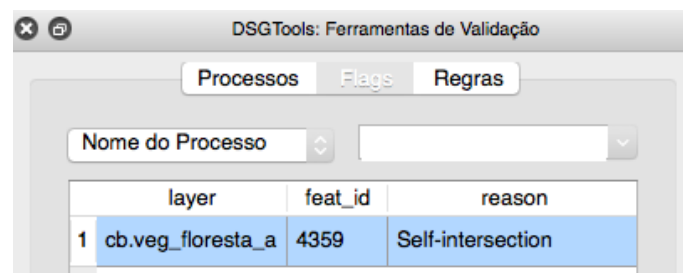 DSGTools: Ferramentas de Validação
Processos Flags Regras
Nome do Processo
layer feat_id reason
1 cb.veg_floresta_a 4359 Self-intersection